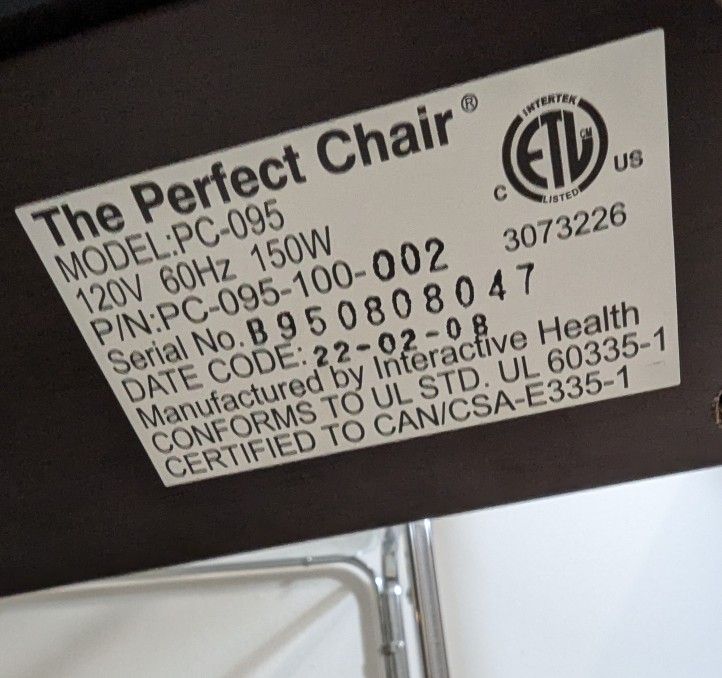 The Perfect Chair®
MODEL:PC-095
120V 60Hz 150W
P/N:PC-095-100-002
Serial No.B950808047
DATE CODE:22-02-08
Manufactured by Interactive Health
CONFORMS TO UL STD. UL 60335-1
CERTIFIED TO CAN/CSA-E335-1
INTERTEK
ETL CM
LISTED
C US
3073226